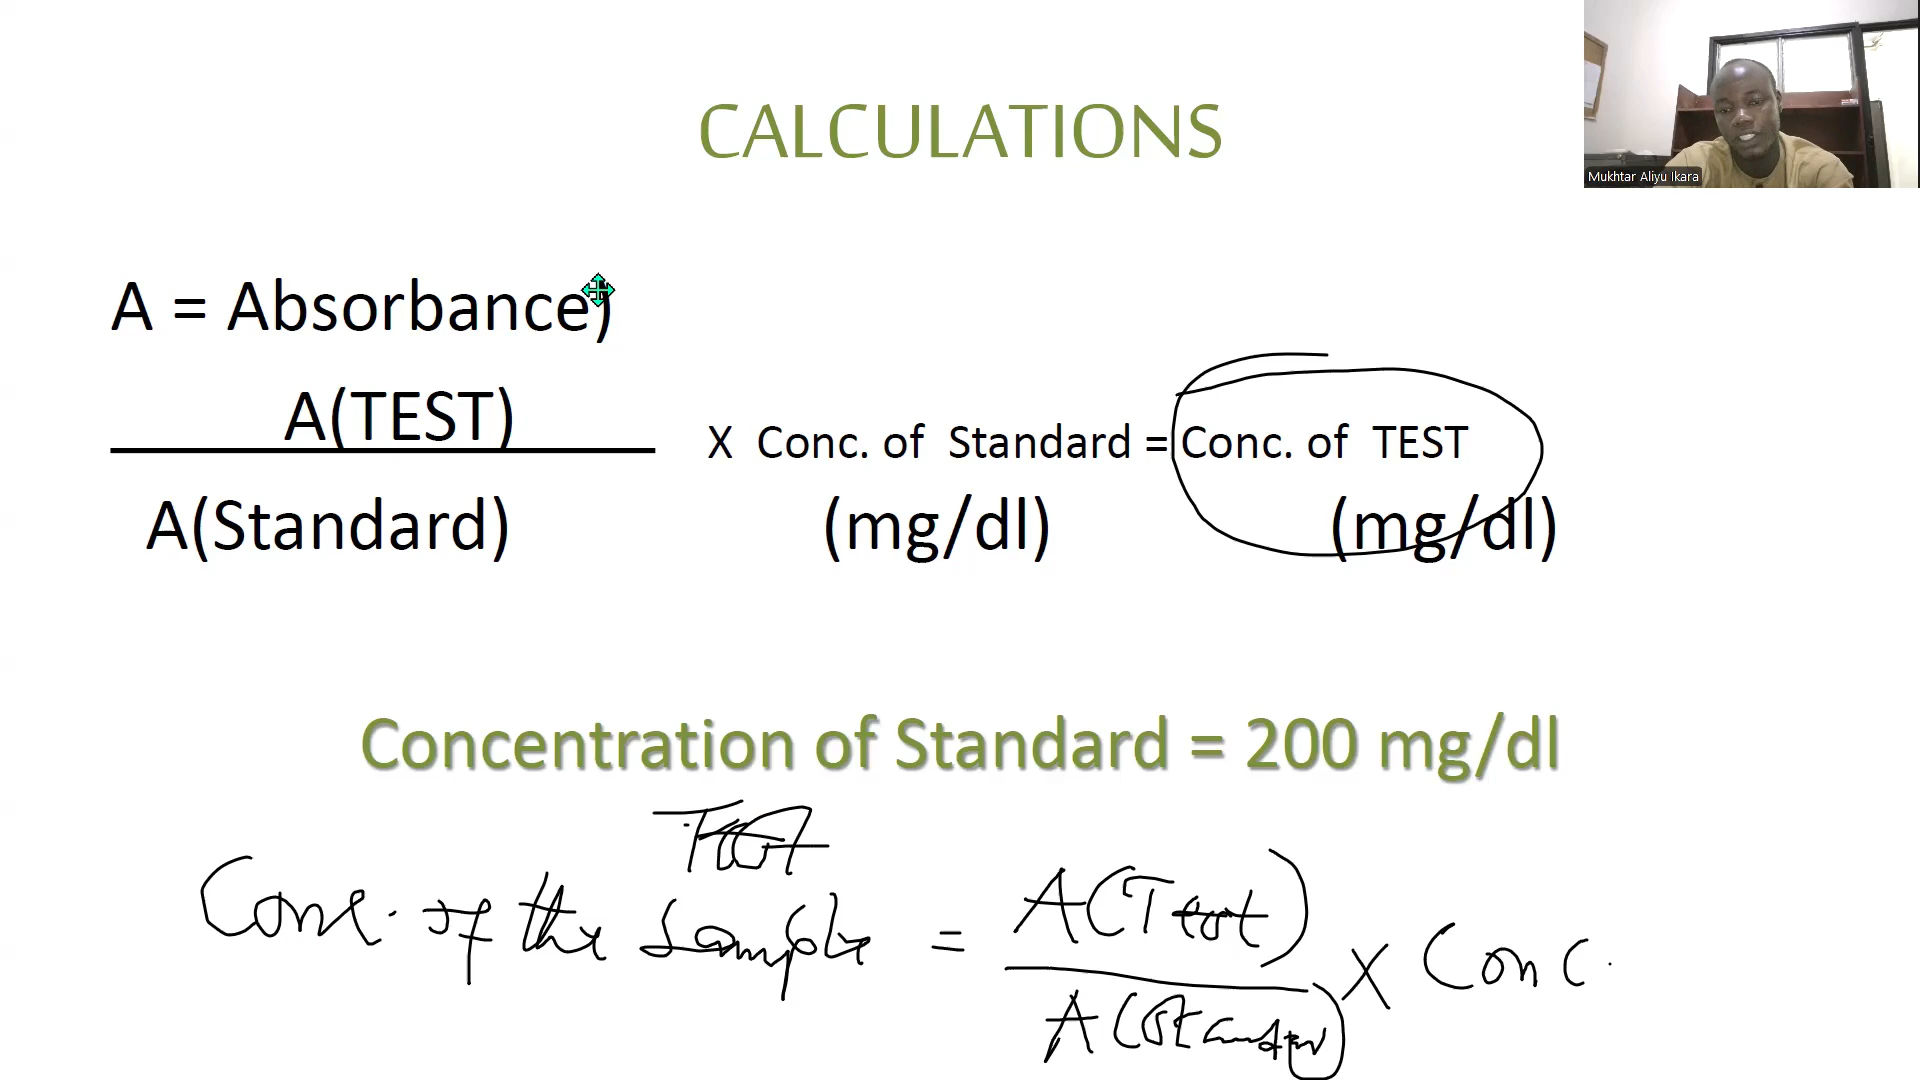 CALCULATIONS
Mukhtar Aliyu Ikara
A = Absorbance)
A(TEST)
X Conc. of Standard = Conc. of TEST
A(Standard) (mg/dl) (mg/dl)
Concentration of Standard = 200 mg/dl
Test
Conc. of the sample = A(Test)
X Conc.
A(Standard)